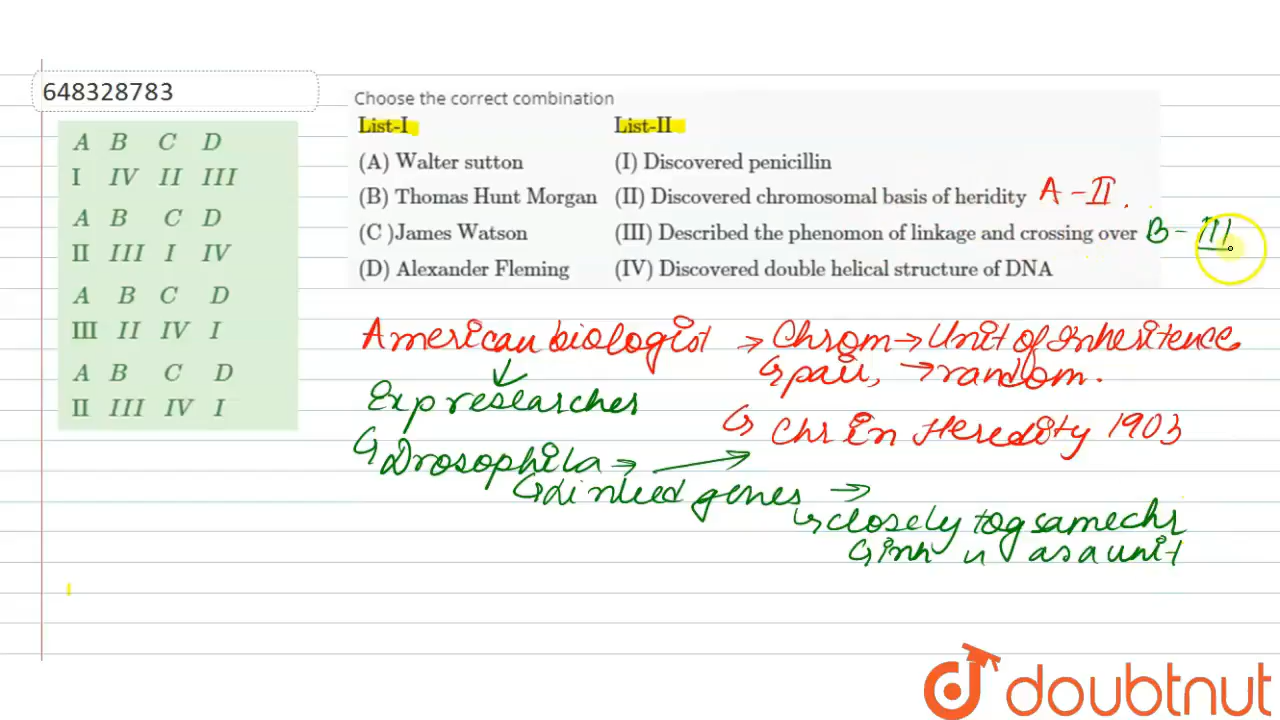 648328783
A B C D
I IV II III
A B C D
II III I IV
A B C D
III II IV I
A B C D
II III IV I
Choose the correct combination
List-I List-II
(A) Walter sutton (I) Discovered penicillin
(B) Thomas Hunt Morgan (II) Discovered chromosomal basis of heridity A - II.
(C )James Watson (III) Described the phenomon of linkage and crossing over B - III
(D) Alexander Fleming (IV) Discovered double helical structure of DNA
American biologist → Chrom → Unit of Inheritence
↳ pair, → random.
Exp researcher
↳ Chr in Heredity 1903
↳ Drosophila →
↳ Linked genes →
↳ closely tog same chr
↳ inh as a unit
doubtnut